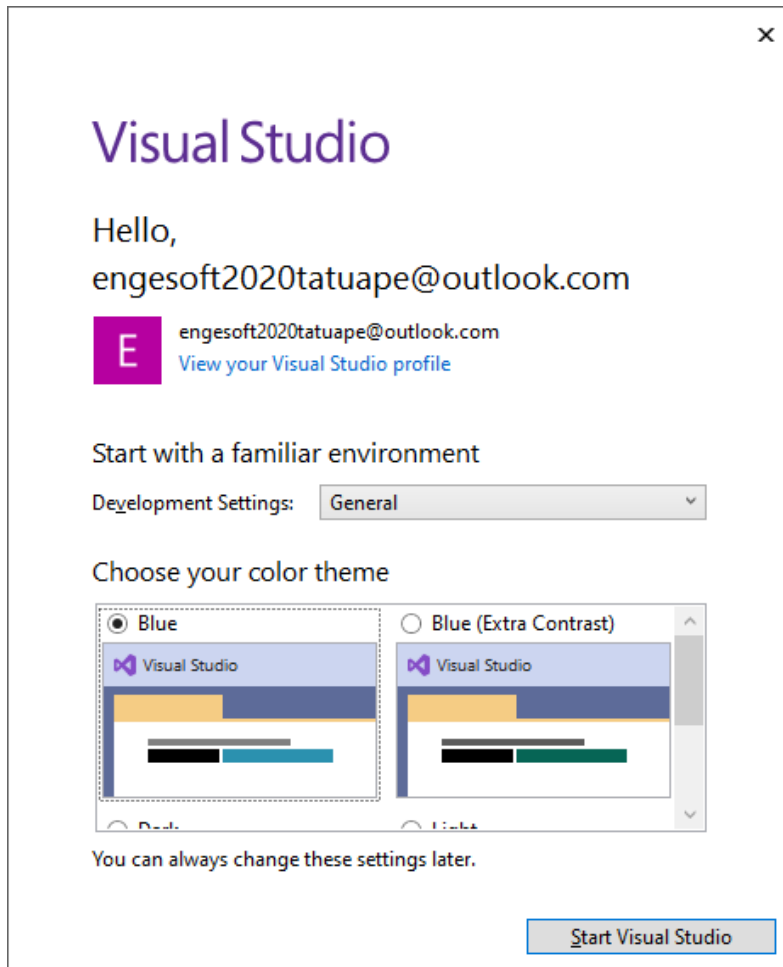 Visual Studio
Hello,
engesoft2020tatuape@outlook.com
E
engesoft2020tatuape@outlook.com
View your Visual Studio profile
Start with a familiar environment
Development Settings:
General
Choose your color theme
Blue
Blue (Extra Contrast)
Visual Studio
Visual Studio
Dark
Light
You can always change these settings later.
Start Visual Studio